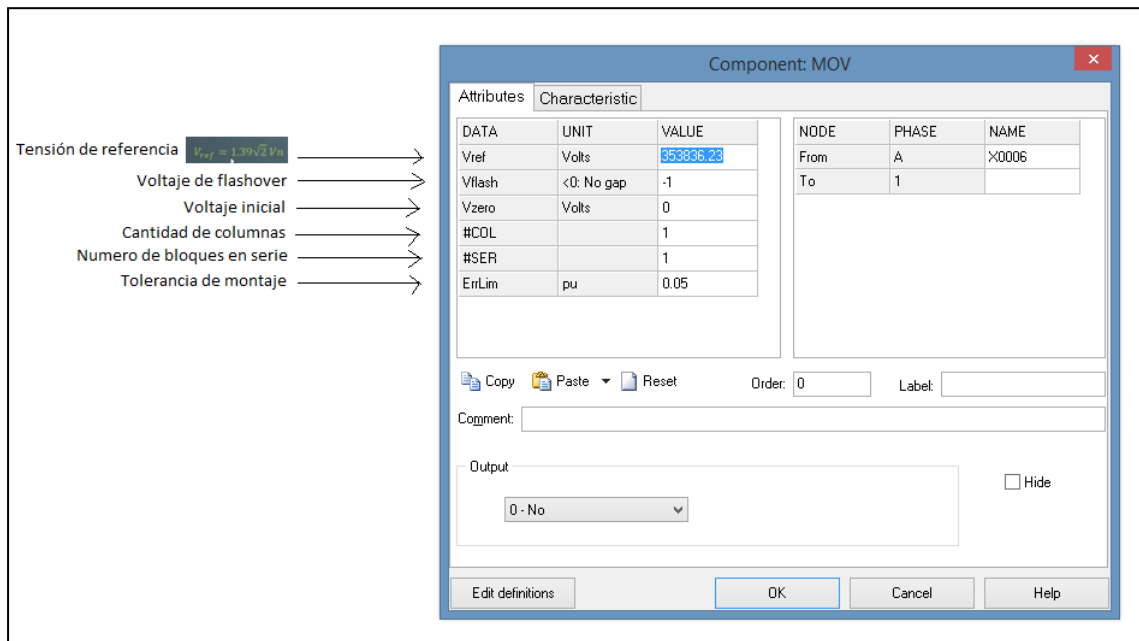 Component: MOV
Attributes Characteristic
DATA UNIT VALUE
Vref Volts 353836.23
Vflash <0: No gap -1
Vzero Volts 0
#COL 1
#SER 1
ErrLim pu 0.05
NODE PHASE NAME
From A X0006
To 1
Tensión de referencia V_ref = 1.39√2 Vn
Voltaje de flashover
Voltaje inicial
Cantidad de columnas
Numero de bloques en serie
Tolerancia de montaje
Copy Paste Reset Order: 0 Label:
Comment:
Output
0 - No
Hide
Edit definitions OK Cancel Help